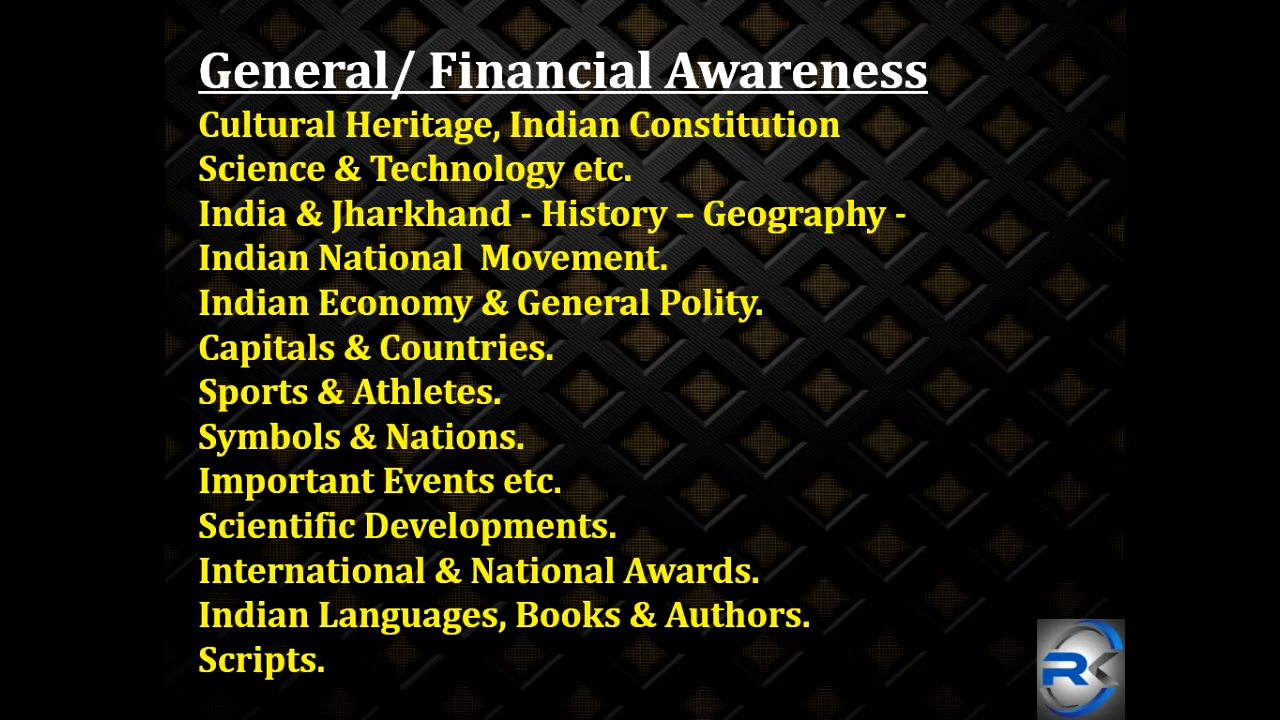 General/ Financial Awareness
Cultural Heritage, Indian Constitution
Science & Technology etc.
India & Jharkhand - History – Geography -
Indian National  Movement.
Indian Economy & General Polity.
Capitals & Countries.
Sports & Athletes.
Symbols & Nations.
Important Events etc.
Scientific Developments.
International & National Awards.
Indian Languages, Books & Authors.
Scripts.
RK